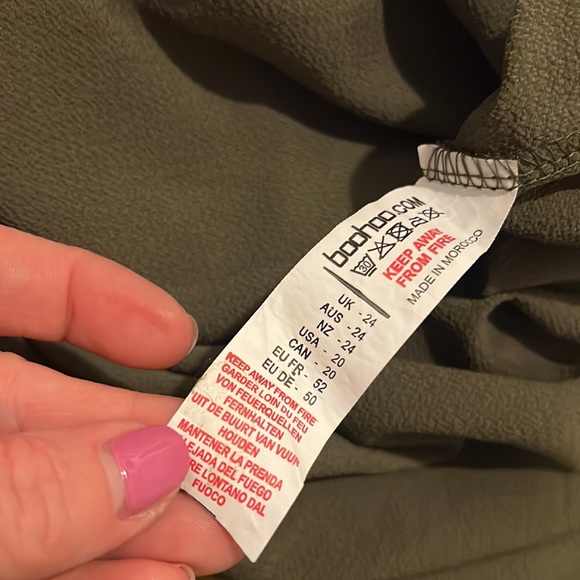 boohoo.COM
30°
KEEP AWAY
FROM FIRE
MADE IN MOROCCO
UK - 24
AUS - 24
NZ - 24
USA - 20
CAN - 20
EU FR - 52
EU DE - 50
KEEP AWAY FROM FIRE
GARDER LOIN DU FEU
VON FEUERQUELLEN
FERNHALTEN
UIT DE BUURT VAN VUUR
HOUDEN
MANTENER LA PRENDA
ALEJADA DEL FUEGO
LONTANO DAL
FUOCO